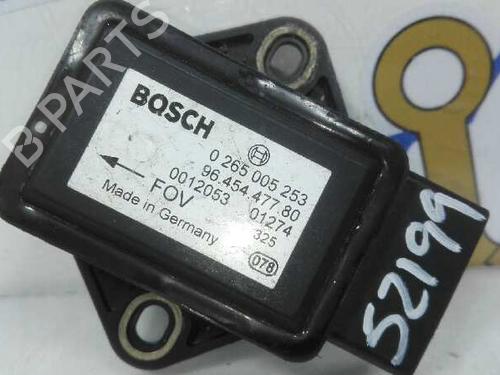 B-PARTS
BOSCH
0 265 005 253
96 454 477 80
0012053 01274
FOV 325
Made in Germany
078
52199